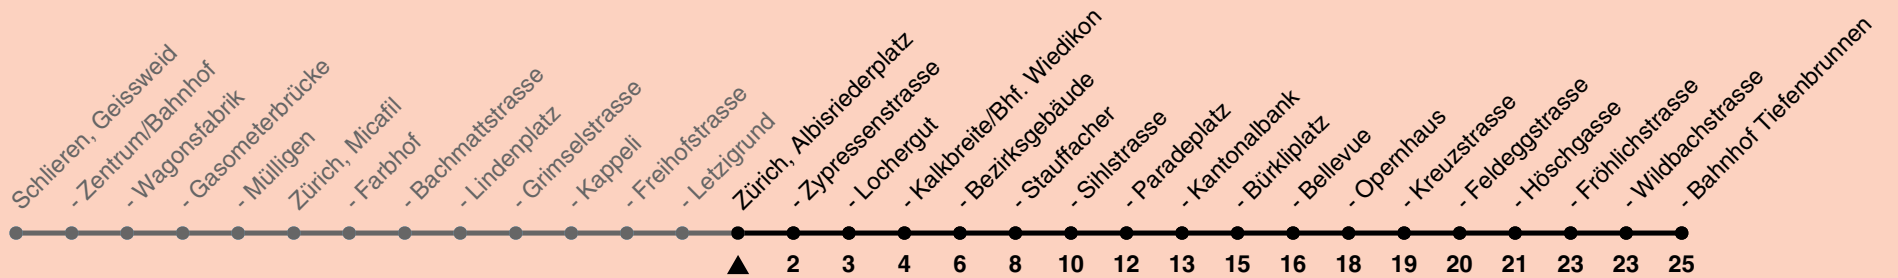 Schlieren, Geissweid
- Zentrum/Bahnhof
- Wagonsfabrik
- Gasometerbrücke
- Mülligen
Zürich, Micafil
- Farbhof
- Bachmattstrasse
- Lindenplatz
- Grimselstrasse
- Kappeli
- Freihofstrasse
- Letzigrund
Zürich, Albisriederplatz
- Zypressenstrasse
- Lochergut
- Kalkbreite/Bhf. Wiedikon
- Bezirksgebäude
- Stauffacher
- Sihlstrasse
- Paradeplatz
- Kantonalbank
- Bürkliplatz
- Bellevue
- Opernhaus
- Kreuzstrasse
- Feldeggstrasse
- Höschgasse
- Fröhlichstrasse
- Wildbachstrasse
- Bahnhof Tiefenbrunnen
2 3 4 6 8 10 12 13 15 16 18 19 20 21 23 23 25